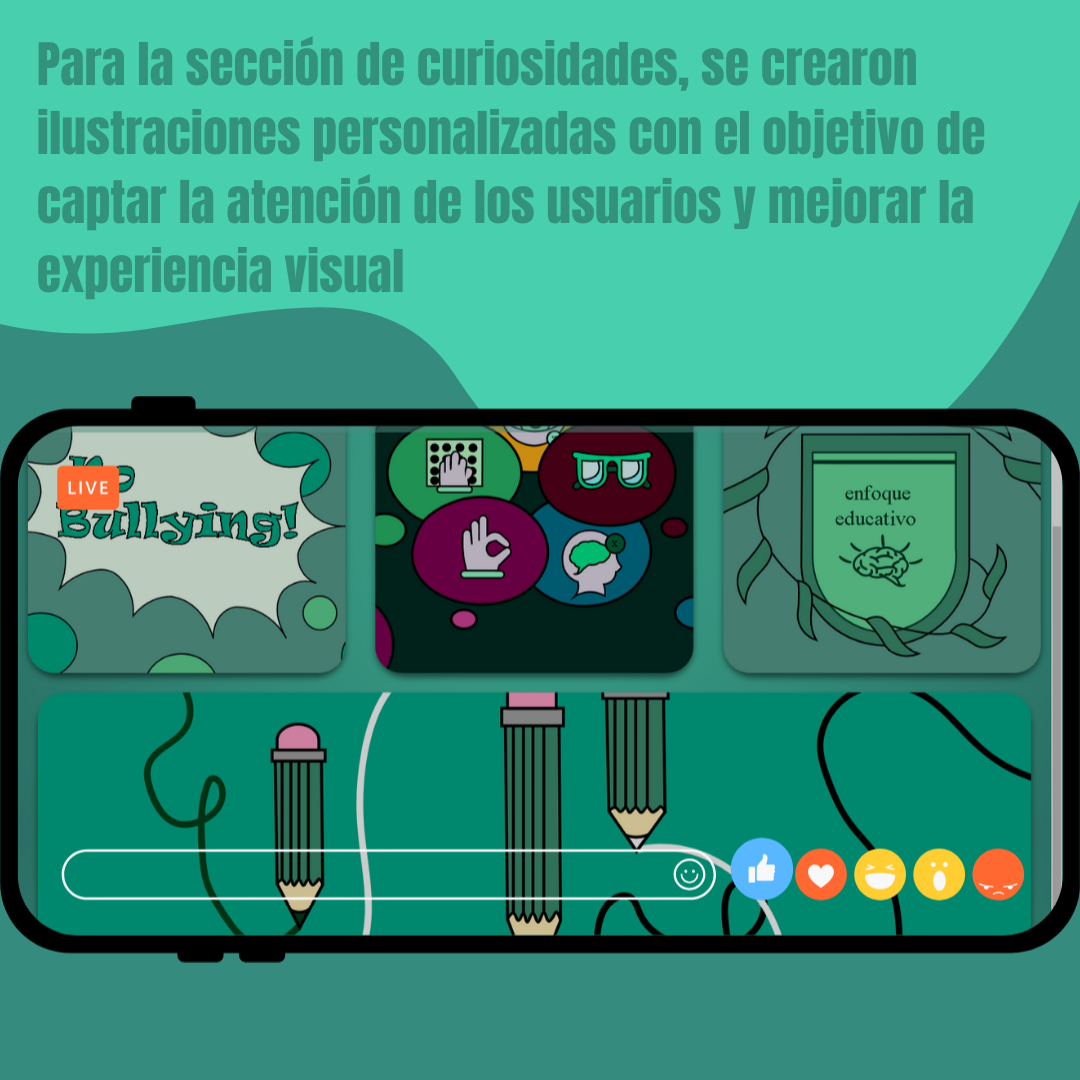 Para la sección de curiosidades, se crearon
ilustraciones personalizadas con el objetivo de
captar la atención de los usuarios y mejorar la
experiencia visual
No
LIVE
Bullying!
enfoque
educativo